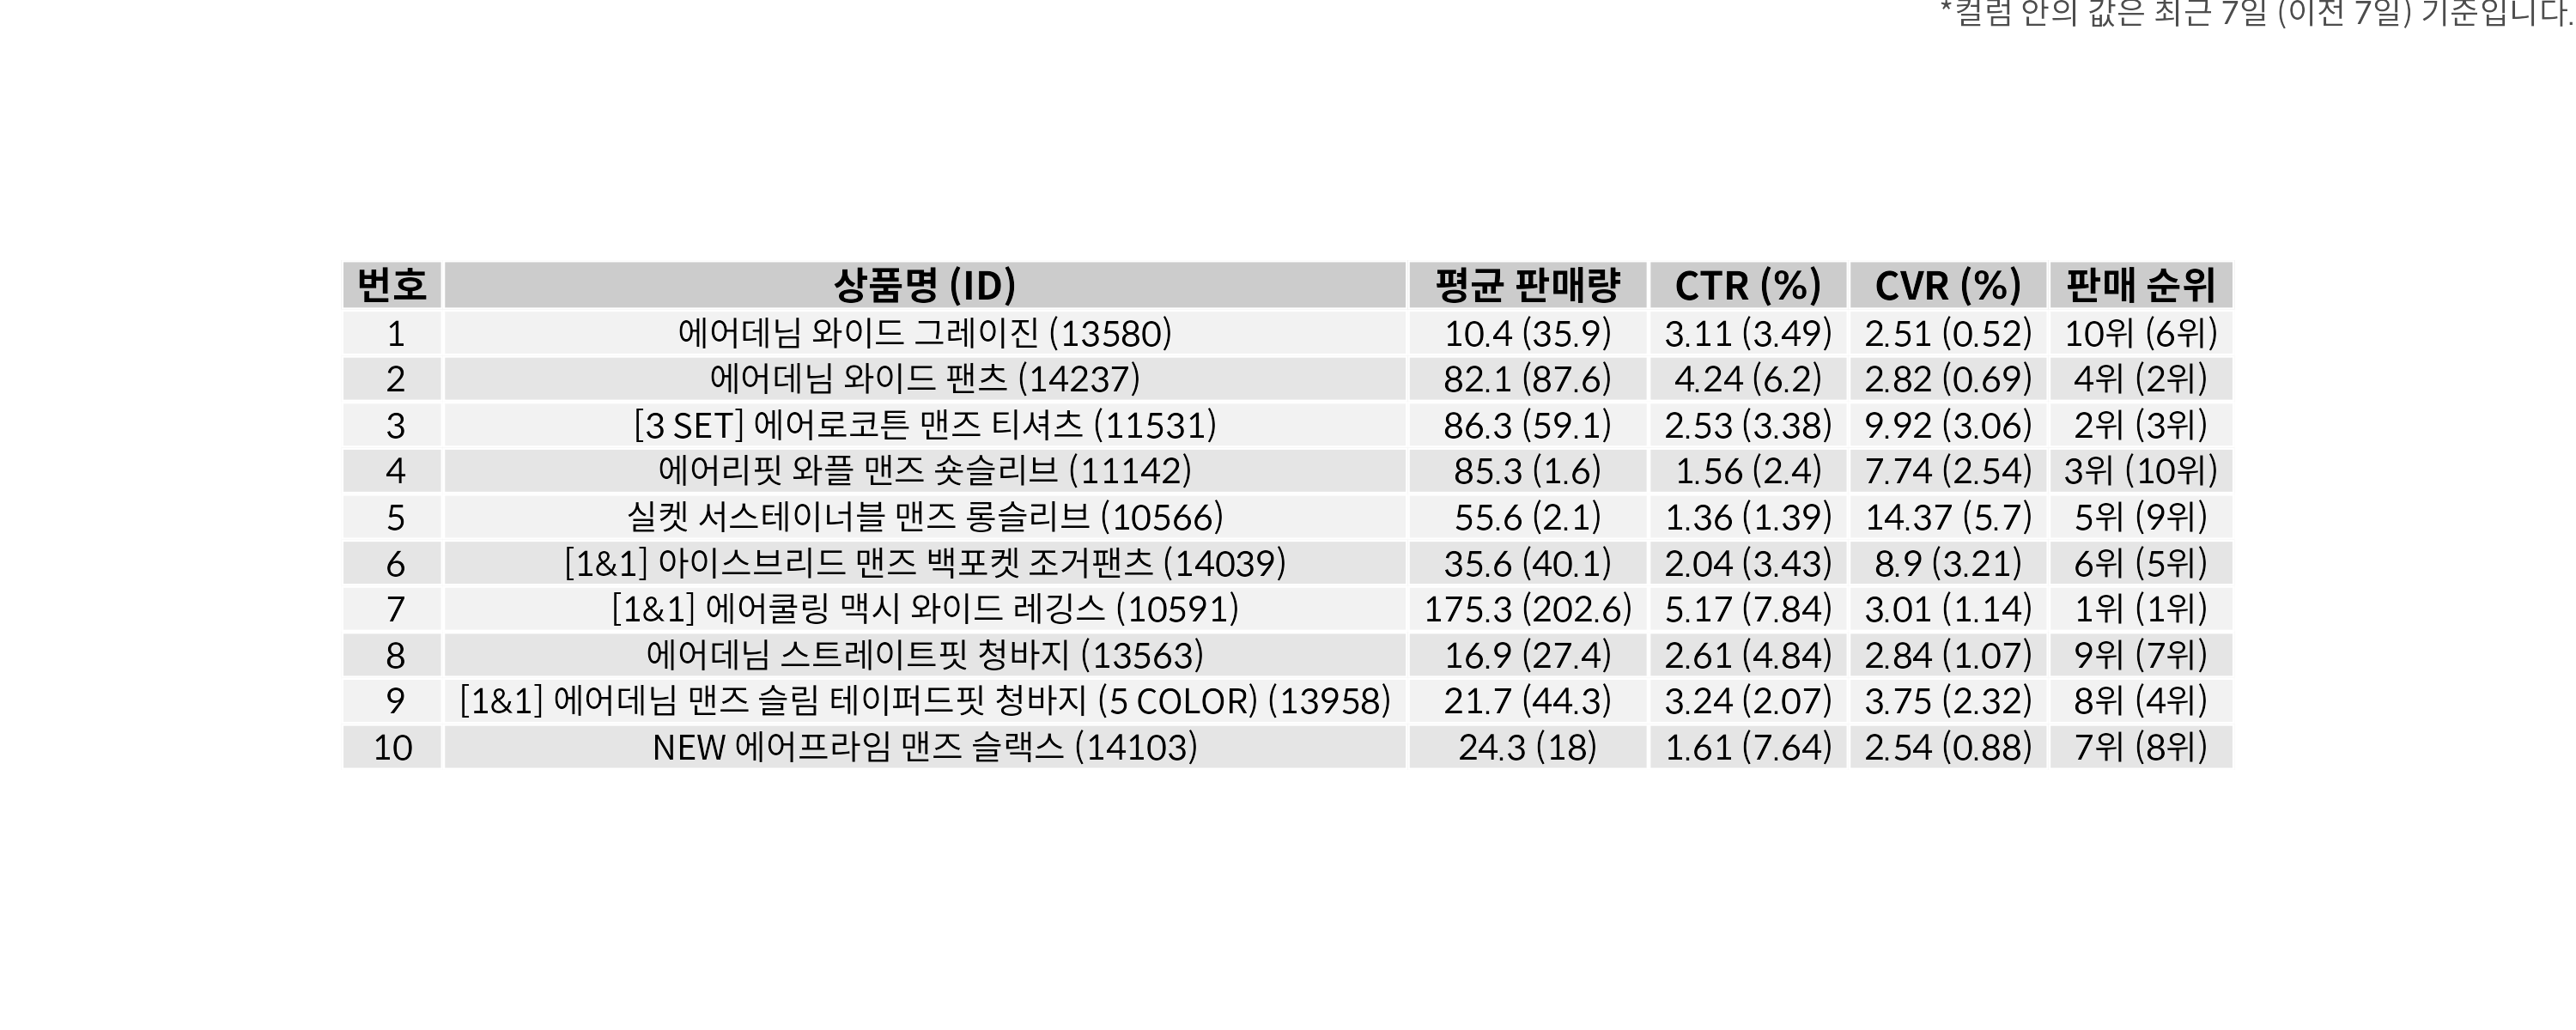 *컬럼 안의 값은 최근 7일 (이전 7일) 기준입니다.
번호 상품명 (ID) 평균 판매량 CTR (%) CVR (%) 판매 순위
1 에어데님 와이드 그레이진 (13580) 10.4 (35.9) 3.11 (3.49) 2.51 (0.52) 10위 (6위)
2 에어데님 와이드 팬츠 (14237) 82.1 (87.6) 4.24 (6.2) 2.82 (0.69) 4위 (2위)
3 [3 SET] 에어로코튼 맨즈 티셔츠 (11531) 86.3 (59.1) 2.53 (3.38) 9.92 (3.06) 2위 (3위)
4 에어리핏 와플 맨즈 숏슬리브 (11142) 85.3 (1.6) 1.56 (2.4) 7.74 (2.54) 3위 (10위)
5 실켓 서스테이너블 맨즈 롱슬리브 (10566) 55.6 (2.1) 1.36 (1.39) 14.37 (5.7) 5위 (9위)
6 [1&1] 아이스브리드 맨즈 백포켓 조거팬츠 (14039) 35.6 (40.1) 2.04 (3.43) 8.9 (3.21) 6위 (5위)
7 [1&1] 에어쿨링 맥시 와이드 레깅스 (10591) 175.3 (202.6) 5.17 (7.84) 3.01 (1.14) 1위 (1위)
8 에어데님 스트레이트핏 청바지 (13563) 16.9 (27.4) 2.61 (4.84) 2.84 (1.07) 9위 (7위)
9 [1&1] 에어데님 맨즈 슬림 테이퍼드핏 청바지 (5 COLOR) (13958) 21.7 (44.3) 3.24 (2.07) 3.75 (2.32) 8위 (4위)
10 NEW 에어프라임 맨즈 슬랙스 (14103) 24.3 (18) 1.61 (7.64) 2.54 (0.88) 7위 (8위)